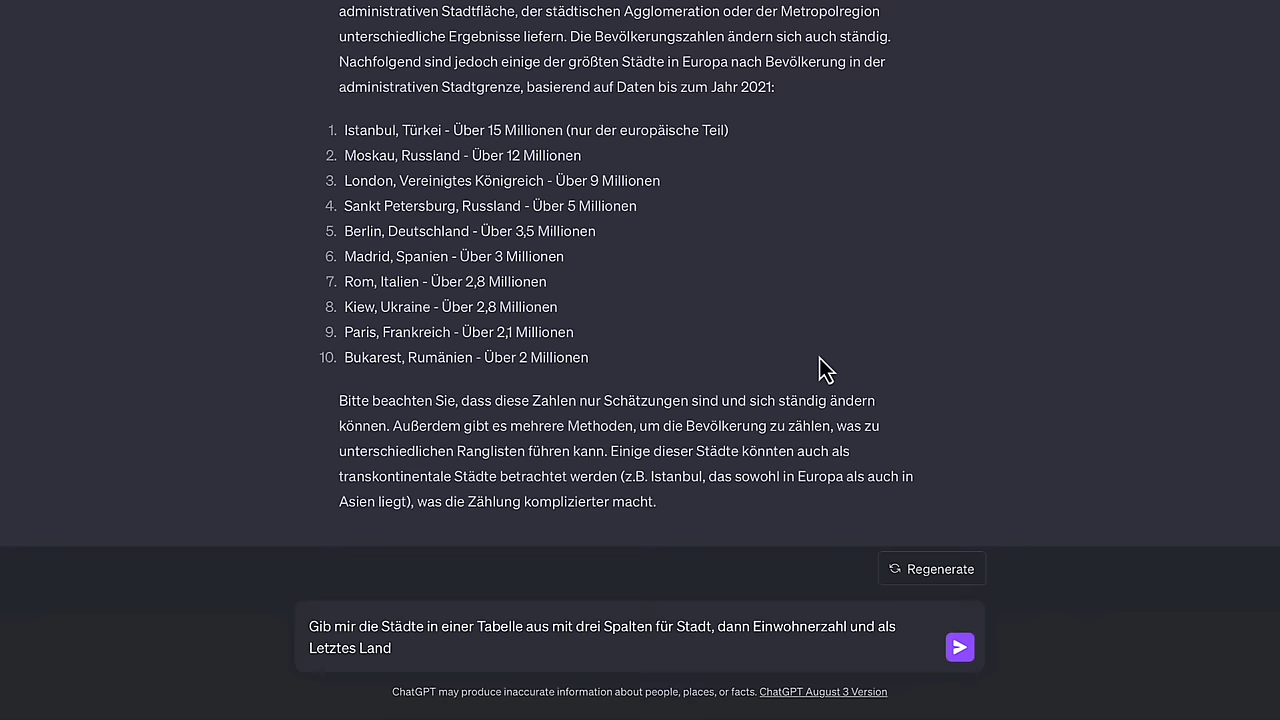 administrativen Stadtfläche, der städtischen Agglomeration oder der Metropolregion
unterschiedliche Ergebnisse liefern. Die Bevölkerungszahlen ändern sich auch ständig.
Nachfolgend sind jedoch einige der größten Städte in Europa nach Bevölkerung in der
administrativen Stadtgrenze, basierend auf Daten bis zum Jahr 2021:
1. Istanbul, Türkei - Über 15 Millionen (nur der europäische Teil)
2. Moskau, Russland - Über 12 Millionen
3. London, Vereinigtes Königreich - Über 9 Millionen
4. Sankt Petersburg, Russland - Über 5 Millionen
5. Berlin, Deutschland - Über 3,5 Millionen
6. Madrid, Spanien - Über 3 Millionen
7. Rom, Italien - Über 2,8 Millionen
8. Kiew, Ukraine - Über 2,8 Millionen
9. Paris, Frankreich - Über 2,1 Millionen
10. Bukarest, Rumänien - Über 2 Millionen
Bitte beachten Sie, dass diese Zahlen nur Schätzungen sind und sich ständig ändern
können. Außerdem gibt es mehrere Methoden, um die Bevölkerung zu zählen, was zu
unterschiedlichen Ranglisten führen kann. Einige dieser Städte könnten auch als
transkontinentale Städte betrachtet werden (z.B. Istanbul, das sowohl in Europa als auch in
Asien liegt), was die Zählung komplizierter macht.
Regenerate
Gib mir die Städte in einer Tabelle aus mit drei Spalten für Stadt, dann Einwohnerzahl und als
Letztes Land
ChatGPT may produce inaccurate information about people, places, or facts. ChatGPT August 3 Version